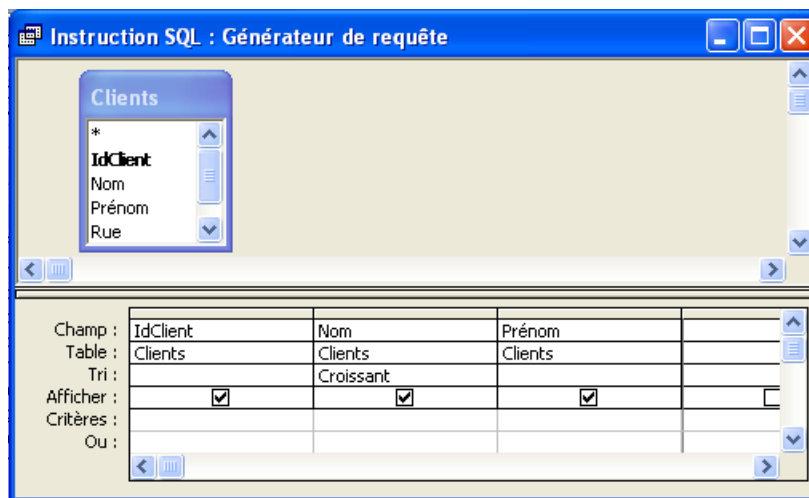 Instruction SQL : Générateur de requête
Clients
*
IdClient
Nom
Prénom
Rue
Champ : IdClient Nom Prénom
Table : Clients Clients Clients
Tri : Croissant
Afficher :
Critères :
Ou :